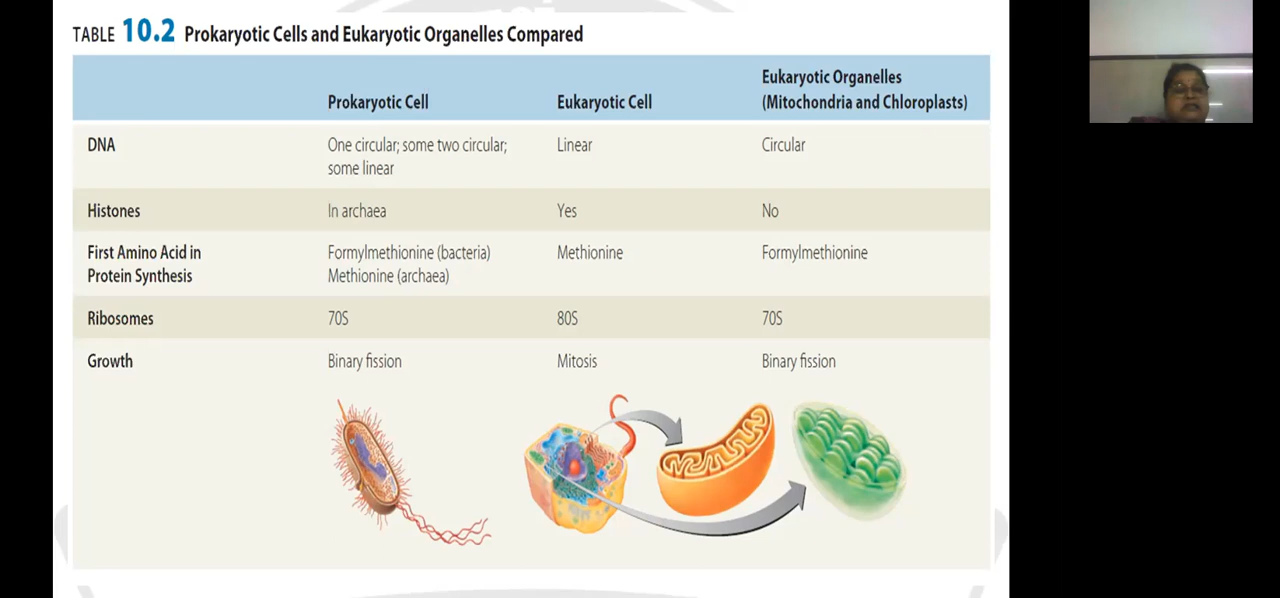 TABLE 10.2 Prokaryotic Cells and Eukaryotic Organelles Compared
Prokaryotic Cell
Eukaryotic Cell
Eukaryotic Organelles
(Mitochondria and Chloroplasts)
DNA
One circular; some two circular;
some linear
Linear
Circular
Histones
In archaea
Yes
No
First Amino Acid in
Protein Synthesis
Formylmethionine (bacteria)
Methionine (archaea)
Methionine
Formylmethionine
Ribosomes
70S
80S
70S
Growth
Binary fission
Mitosis
Binary fission